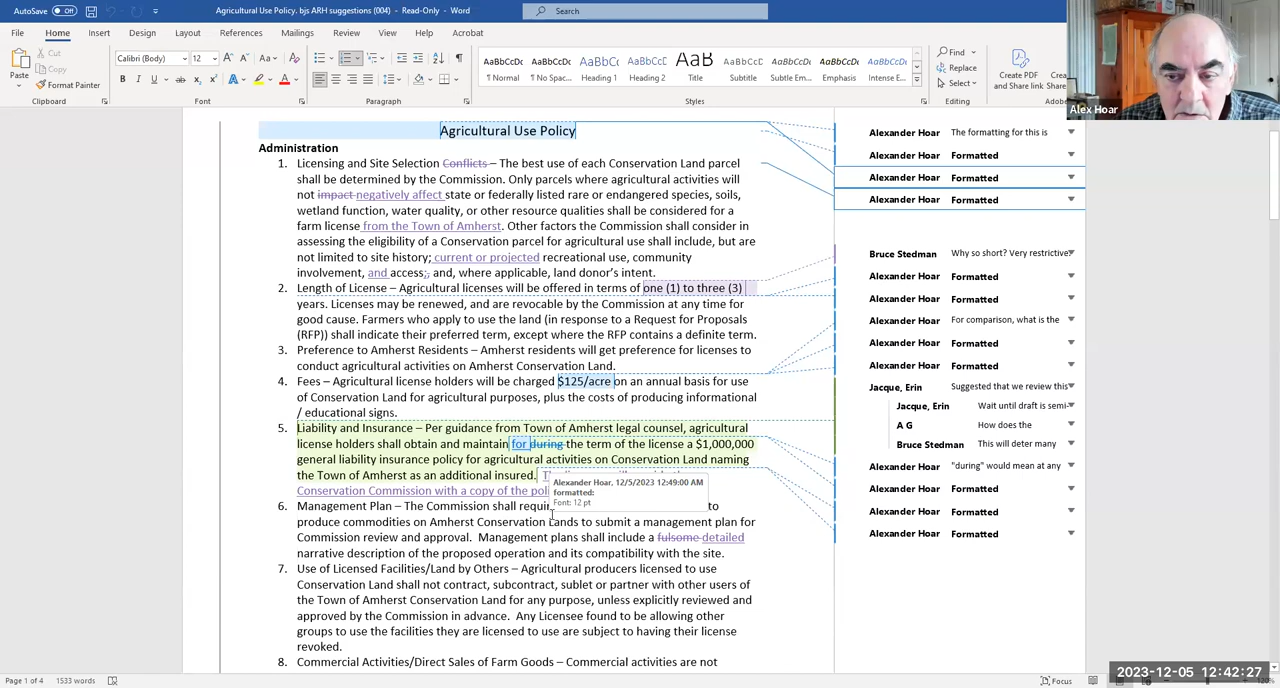 AutoSave Off Agricultural Use Policy. bjs ARH suggestions (004) - Read-Only - Word Search
File Home Insert Design Layout References Mailings Review View Help Acrobat
Paste Cut Copy Format Painter Calibri (Body) 12 Find Replace Select
AaBbCcDc AaBbCcDc AaBbCc AaBbCcD AaB AaBbCcD AaBbCcDc AaBbCcDc AaBbCcDc
¶ Normal ¶ No Spac... Heading 1 Heading 2 Title Subtitle Subtle Em... Emphasis Intense E...
Create PDF and Share link
Clipboard Font Paragraph Styles Editing
Alex Hoar
Agricultural Use Policy
Administration
1. Licensing and Site Selection Conflicts – The best use of each Conservation Land parcel
shall be determined by the Commission. Only parcels where agricultural activities will
not impact negatively affect state or federally listed rare or endangered species, soils,
wetland function, water quality, or other resource qualities shall be considered for a
farm license from the Town of Amherst. Other factors the Commission shall consider in
assessing the eligibility of a Conservation parcel for agricultural use shall include, but are
not limited to site history; current or projected recreational use, community
involvement, and access;, and, where applicable, land donor's intent.
2. Length of License – Agricultural licenses will be offered in terms of one (1) to three (3)
years. Licenses may be renewed, and are revocable by the Commission at any time for
good cause. Farmers who apply to use the land (in response to a Request for Proposals
(RFP)) shall indicate their preferred term, except where the RFP contains a definite term.
3. Preference to Amherst Residents – Amherst residents will get preference for licenses to
conduct agricultural activities on Amherst Conservation Land.
4. Fees – Agricultural license holders will be charged $125/acre on an annual basis for use
of Conservation Land for agricultural purposes, plus the costs of producing informational
/ educational signs.
5. Liability and Insurance – Per guidance from Town of Amherst legal counsel, agricultural
license holders shall obtain and maintain for during the term of the license a $1,000,000
general liability insurance policy for agricultural activities on Conservation Land naming
the Town of Amherst as an additional insured.
Conservation Commission with a copy of the pol
Alexander Hoar, 12/5/2023 12:49:00 AM
formatted:
Font: 12 pt
6. Management Plan – The Commission shall requir to
produce commodities on Amherst Conservation Lands to submit a management plan for
Commission review and approval. Management plans shall include a fulsome detailed
narrative description of the proposed operation and its compatibility with the site.
7. Use of Licensed Facilities/Land by Others – Agricultural producers licensed to use
Conservation Land shall not contract, subcontract, sublet or partner with other users of
the Town of Amherst Conservation Land for any purpose, unless explicitly reviewed and
approved by the Commission in advance. Any Licensee found to be allowing other
groups to use the facilities they are licensed to use are subject to having their license
revoked.
8. Commercial Activities/Direct Sales of Farm Goods – Commercial activities are not
Alexander Hoar The formatting for this is
Alexander Hoar Formatted
Alexander Hoar Formatted
Alexander Hoar Formatted
Bruce Stedman Why so short? Very restrictive
Alexander Hoar Formatted
Alexander Hoar Formatted
Alexander Hoar For comparison, what is the
Alexander Hoar Formatted
Alexander Hoar Formatted
Jacque, Erin Suggested that we review this
Jacque, Erin Wait until draft is semi-
A G How does the
Bruce Stedman This will deter many
Alexander Hoar "during" would mean at any
Alexander Hoar Formatted
Alexander Hoar Formatted
Alexander Hoar Formatted
Page 1 of 4 1533 words Focus
2023-12-05 12:42:27